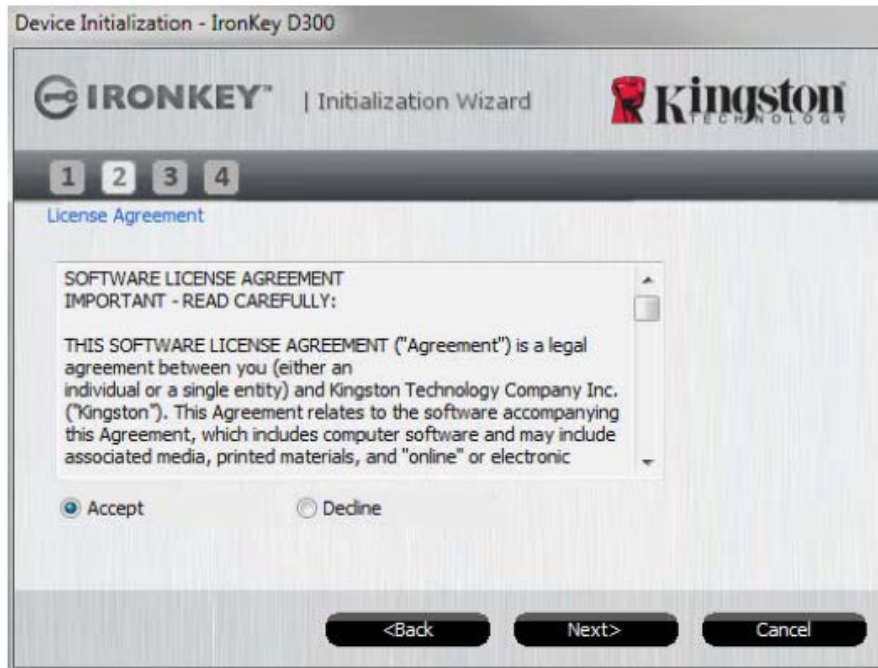 Device Initialization - IronKey D300
IRONKEY™ | Initialization Wizard
Kingston
TECHNOLOGY
1 2 3 4
License Agreement
SOFTWARE LICENSE AGREEMENT
IMPORTANT - READ CAREFULLY:
THIS SOFTWARE LICENSE AGREEMENT ("Agreement") is a legal
agreement between you (either an
individual or a single entity) and Kingston Technology Company Inc.
("Kingston"). This Agreement relates to the software accompanying
this Agreement, which includes computer software and may include
associated media, printed materials, and "online" or electronic
Accept Decline
<Back Next> Cancel